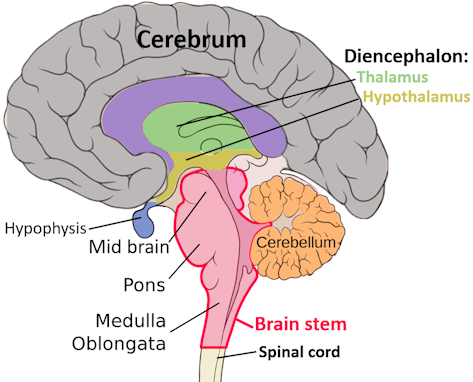 Cerebrum
Diencephalon:
Thalamus
Hypothalamus
Hypophysis
Mid brain
Cerebellum
Pons
Medulla
Oblongata
Brain stem
Spinal cord